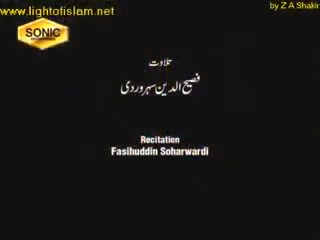 www.lightofislam.net
by Z A Shakir
SONIC
تلاوت
فصیح الدین سہروردی
Recitation
Fasihuddin Soharwardi